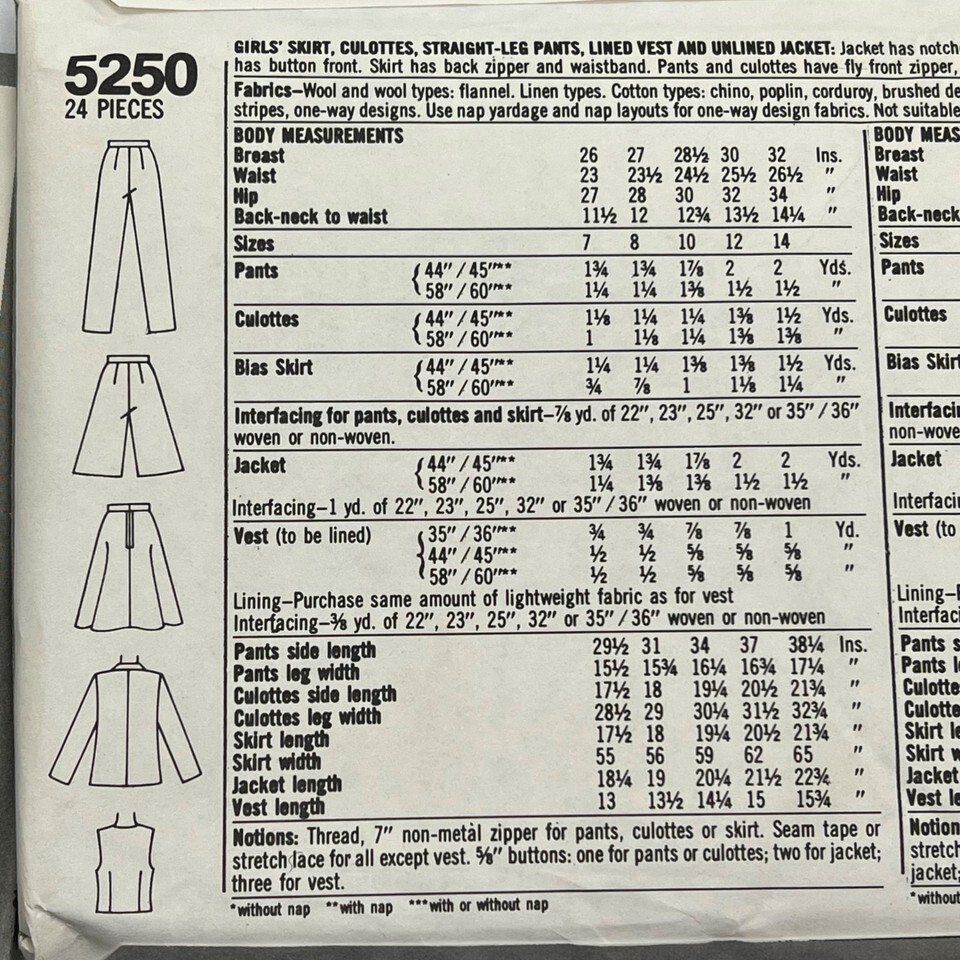 5250
24 PIECES
GIRLS' SKIRT, CULOTTES, STRAIGHT-LEG PANTS, LINED VEST AND UNLINED JACKET: Jacket has notch
has button front. Skirt has back zipper and waistband. Pants and culottes have fly front zipper,
Fabrics—Wool and wool types: flannel. Linen types. Cotton types: chino, poplin, corduroy, brushed de
stripes, one-way designs. Use nap yardage and nap layouts for one-way design fabrics. Not suitable
BODY MEASUREMENTS
Breast 26 27 28½ 30 32 Ins.
Waist 23 23½ 24½ 25½ 26½ "
Hip 27 28 30 32 34 "
Back-neck to waist 11½ 12 12¾ 13½ 14¼ "
Sizes 7 8 10 12 14
Pants { 44"/45"** 1¾ 1¾ 1⅞ 2 2 Yds.
58"/60"** 1¼ 1¼ 1⅜ 1½ 1½ "
Culottes { 44"/45"** 1⅛ 1¼ 1¼ 1⅜ 1½ Yds.
58"/60"** 1 1⅛ 1¼ 1⅜ 1⅜ "
Bias Skirt { 44"/45"** 1¼ 1¼ 1⅜ 1⅜ 1½ Yds.
58"/60"** ¾ ⅞ 1 1⅛ 1¼ "
Interfacing for pants, culottes and skirt—⅞ yd. of 22", 23", 25", 32" or 35"/36"
woven or non-woven.
Jacket { 44"/45"** 1¾ 1¾ 1⅞ 2 2 Yds.
58"/60"** 1¼ 1⅜ 1⅜ 1½ 1½ "
Interfacing—1 yd. of 22", 23", 25", 32" or 35"/36" woven or non-woven
Vest (to be lined) { 35"/36"** ¾ ¾ ⅞ ⅞ 1 Yd.
44"/45"** ½ ½ ⅝ ⅝ ⅝ "
58"/60"** ½ ½ ⅝ ⅝ ⅝ "
Lining—Purchase same amount of lightweight fabric as for vest
Interfacing—⅜ yd. of 22", 23", 25", 32" or 35"/36" woven or non-woven
Pants side length 29½ 31 34 37 38¼ Ins.
Pants leg width 15½ 15¾ 16¼ 16¾ 17¼ "
Culottes side length 17½ 18 19¼ 20½ 21¾ "
Culottes leg width 28½ 29 30¼ 31½ 32¾ "
Skirt length 17½ 18 19¼ 20½ 21¾ "
Skirt width 55 56 59 62 65 "
Jacket length 18¼ 19 20¼ 21½ 22¾ "
Vest length 13 13½ 14¼ 15 15¾ "
Notions: Thread, 7" non-metal zipper for pants, culottes or skirt. Seam tape or
stretch lace for all except vest. ⅝" buttons: one for pants or culottes; two for jacket;
three for vest.
*without nap **with nap ***with or without nap
BODY MEAS
Breast
Waist
Hip
Back-neck
Sizes
Pants
Culottes
Bias Skirt
Interfaci
non-wove
Jacket
Interfaci
Vest (to
Lining—P
Interfaci
Pants s
Pants l
Culotte
Culotte
Skirt le
Skirt w
Jacket
Vest le
Notion
stretch
jacket;
*without